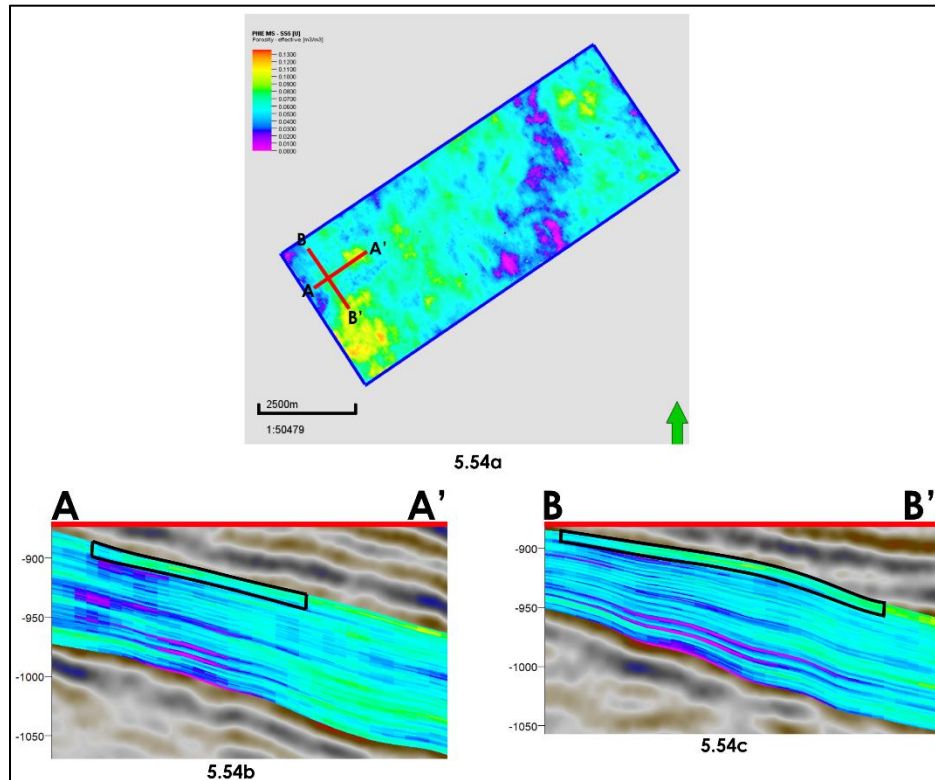 PHE MS - SS6 [U]
Porosity - effective [m3/m3]
0.1300
0.1200
0.1100
0.1000
0.0900
0.0800
0.0700
0.0600
0.0500
0.0400
0.0300
0.0200
0.0100
0.0000
B
A'
A
B'
2500m
1:50479
5.54a
A A'
-900
-950
-1000
-1050
5.54b
B B'
-900
-950
-1000
-1050
5.54c